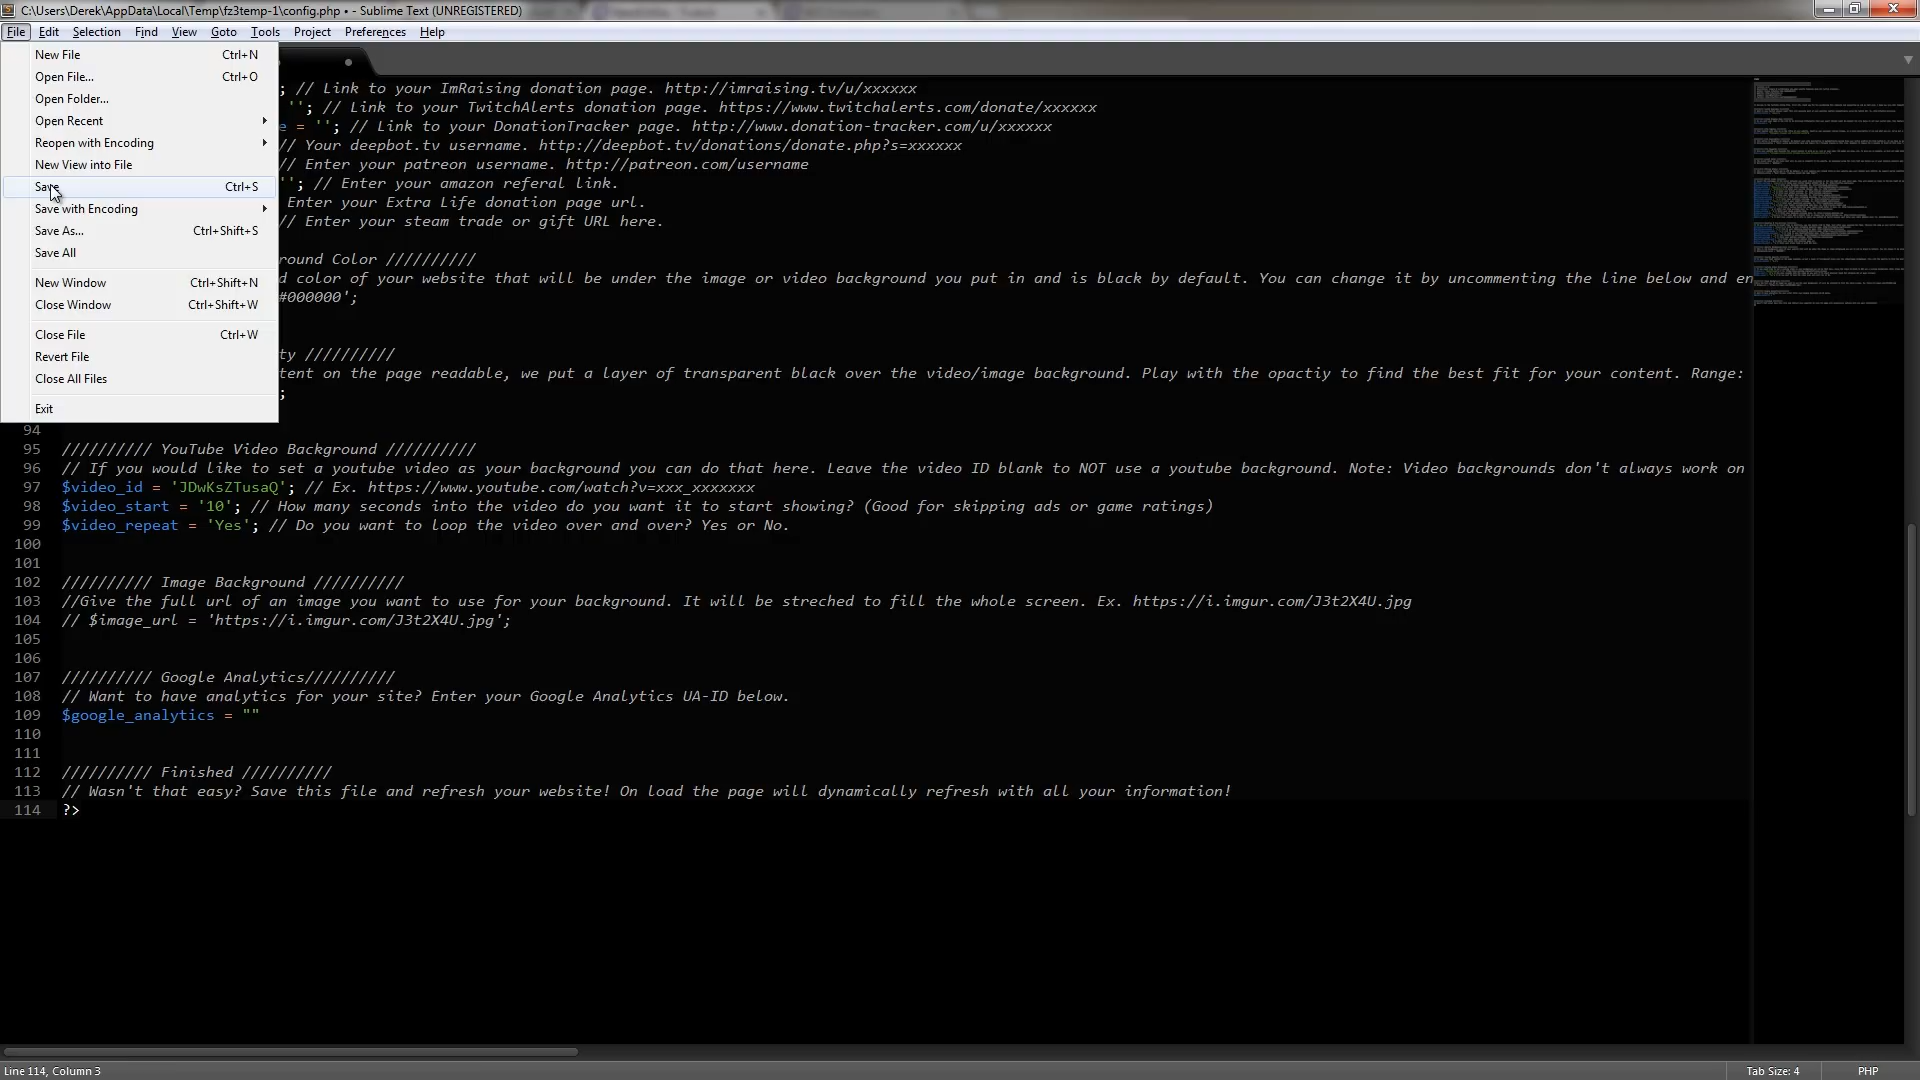 C:\Users\Derek\AppData\Local\Temp\fz3temp-1\config.php • - Sublime Text (UNREGISTERED)
File Edit Selection Find View Goto Tools Project Preferences Help
New File Ctrl+N
Open File... Ctrl+O
Open Folder...
Open Recent
Reopen with Encoding
New View into File
Save Ctrl+S
Save with Encoding
Save As... Ctrl+Shift+S
Save All
New Window Ctrl+Shift+N
Close Window Ctrl+Shift+W
Close File Ctrl+W
Revert File
Close All Files
Exit
; // Link to your ImRaising donation page. http://imraising.tv/u/xxxxxx
''; // Link to your TwitchAlerts donation page. https://www.twitchalerts.com/donate/xxxxxx
e = ''; // Link to your DonationTracker page. http://www.donation-tracker.com/u/xxxxxx
// Your deepbot.tv username. http://deepbot.tv/donations/donate.php?s=xxxxxx
// Enter your patreon username. http://patreon.com/username
''; // Enter your amazon referal link.
Enter your Extra Life donation page url.
// Enter your steam trade or gift URL here.
round Color //////////
d color of your website that will be under the image or video background you put in and is black by default. You can change it by uncommenting the line below and en
#000000';
ty //////////
tent on the page readable, we put a layer of transparent black over the video/image background. Play with the opactiy to find the best fit for your content. Range:
;
94
95 ////////// YouTube Video Background //////////
96 // If you would like to set a youtube video as your background you can do that here. Leave the video ID blank to NOT use a youtube background. Note: Video backgrounds don't always work on
97 $video_id = 'JDwKsZTusaQ'; // Ex. https://www.youtube.com/watch?v=xxx_xxxxxxx
98 $video_start = '10'; // How many seconds into the video do you want it to start showing? (Good for skipping ads or game ratings)
99 $video_repeat = 'Yes'; // Do you want to loop the video over and over? Yes or No.
100
101
102 ////////// Image Background //////////
103 //Give the full url of an image you want to use for your background. It will be streched to fill the whole screen. Ex. https://i.imgur.com/J3t2X4U.jpg
104 // $image_url = 'https://i.imgur.com/J3t2X4U.jpg';
105
106
107 ////////// Google Analytics//////////
108 // Want to have analytics for your site? Enter your Google Analytics UA-ID below.
109 $google_analytics = ""
110
111
112 ////////// Finished //////////
113 // Wasn't that easy? Save this file and refresh your website! On load the page will dynamically refresh with all your information!
114 ?>
Line 114, Column 3
Tab Size: 4
PHP